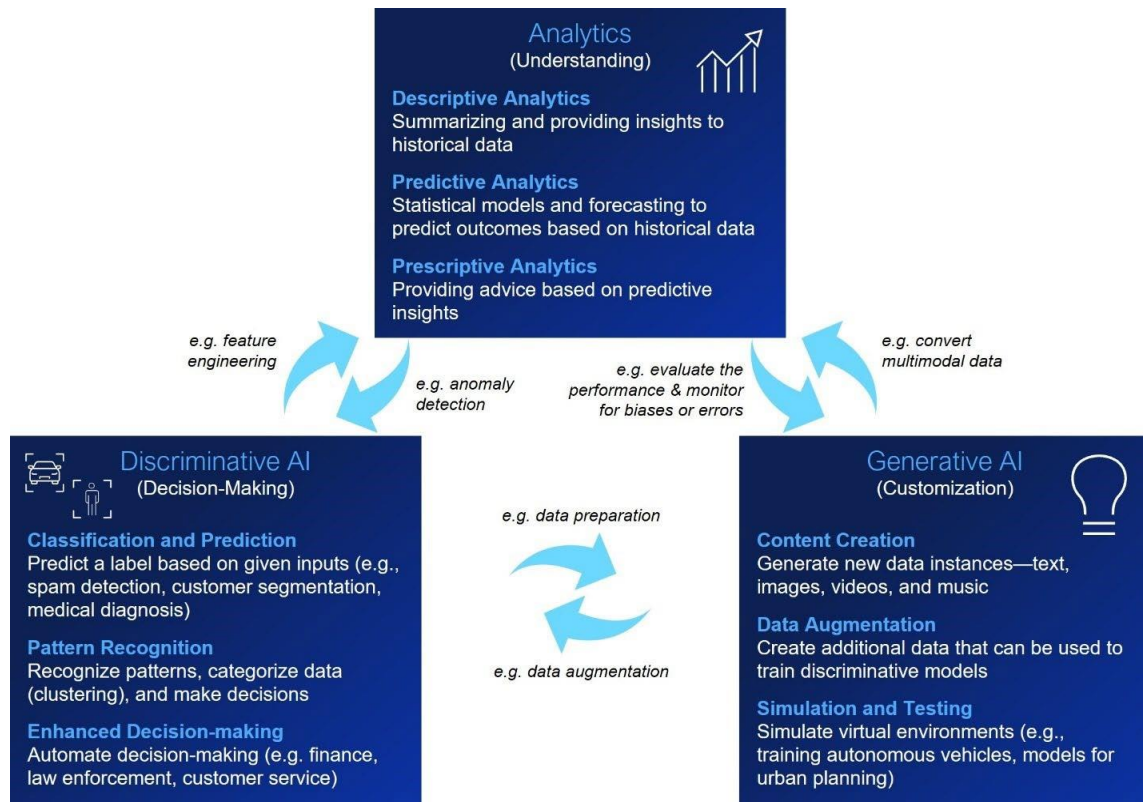 Analytics
(Understanding)
Descriptive Analytics
Summarizing and providing insights to
historical data
Predictive Analytics
Statistical models and forecasting to
predict outcomes based on historical data
Prescriptive Analytics
Providing advice based on predictive
insights
e.g. feature
engineering
e.g. anomaly
detection
e.g. evaluate the
performance & monitor
for biases or errors
e.g. convert
multimodal data
Discriminative AI
(Decision-Making)
Classification and Prediction
Predict a label based on given inputs (e.g.,
spam detection, customer segmentation,
medical diagnosis)
Pattern Recognition
Recognize patterns, categorize data
(clustering), and make decisions
Enhanced Decision-making
Automate decision-making (e.g. finance,
law enforcement, customer service)
e.g. data preparation
e.g. data augmentation
Generative AI
(Customization)
Content Creation
Generate new data instances—text,
images, videos, and music
Data Augmentation
Create additional data that can be used to
train discriminative models
Simulation and Testing
Simulate virtual environments (e.g.,
training autonomous vehicles, models for
urban planning)